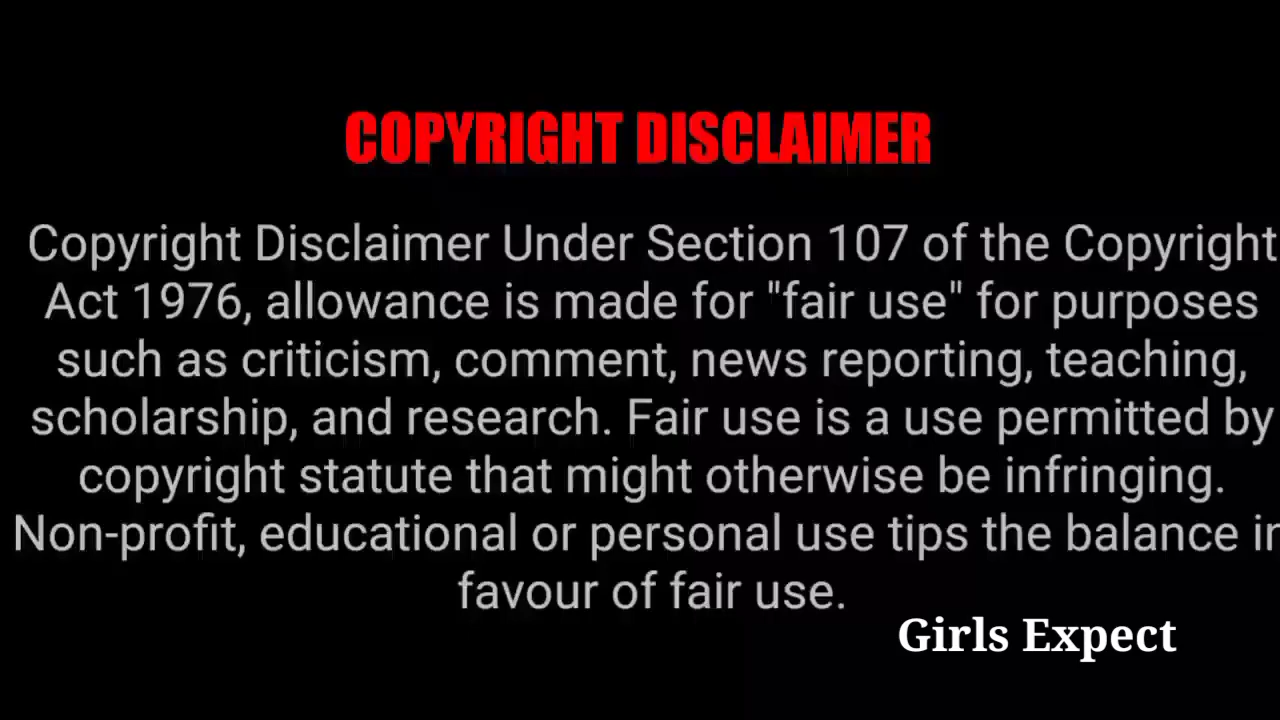 COPYRIGHT DISCLAIMER
Copyright Disclaimer Under Section 107 of the Copyright
Act 1976, allowance is made for "fair use" for purposes
such as criticism, comment, news reporting, teaching,
scholarship, and research. Fair use is a use permitted by
copyright statute that might otherwise be infringing.
Non-profit, educational or personal use tips the balance in
favour of fair use.
Girls Expect